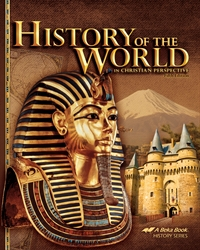 HISTORY OF THE
WORLD
IN CHRISTIAN PERSPECTIVE
A Beka Book
HISTORY SERIES